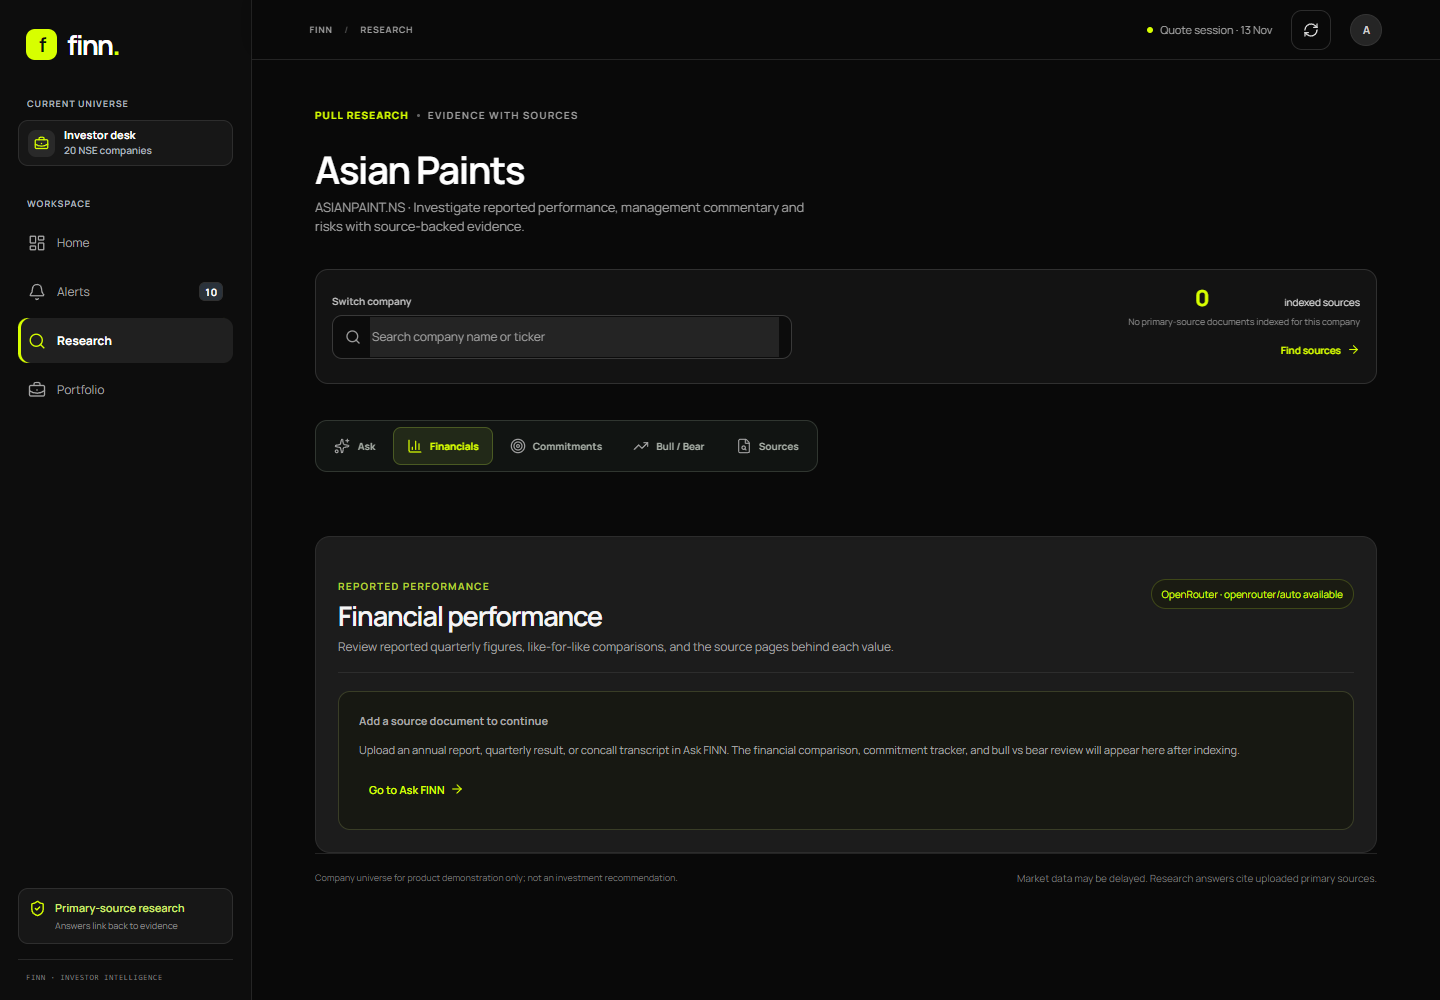 f finn.
CURRENT UNIVERSE
Investor desk
20 NSE companies
WORKSPACE
Home
Alerts 10
Research
Portfolio
Primary-source research
Answers link back to evidence
FINN · INVESTOR INTELLIGENCE
FINN / RESEARCH
Quote session · 13 Nov
A
PULL RESEARCH • EVIDENCE WITH SOURCES
Asian Paints
ASIANPAINT.NS · Investigate reported performance, management commentary and
risks with source-backed evidence.
Switch company
Search company name or ticker
0 indexed sources
No primary-source documents indexed for this company
Find sources →
Ask Financials Commitments Bull / Bear Sources
REPORTED PERFORMANCE
Financial performance
Review reported quarterly figures, like-for-like comparisons, and the source pages behind each value.
OpenRouter · openrouter/auto available
Add a source document to continue
Upload an annual report, quarterly result, or concall transcript in Ask FINN. The financial comparison, commitment tracker, and bull vs bear review will appear here after indexing.
Go to Ask FINN →
Company universe for product demonstration only; not an investment recommendation.
Market data may be delayed. Research answers cite uploaded primary sources.